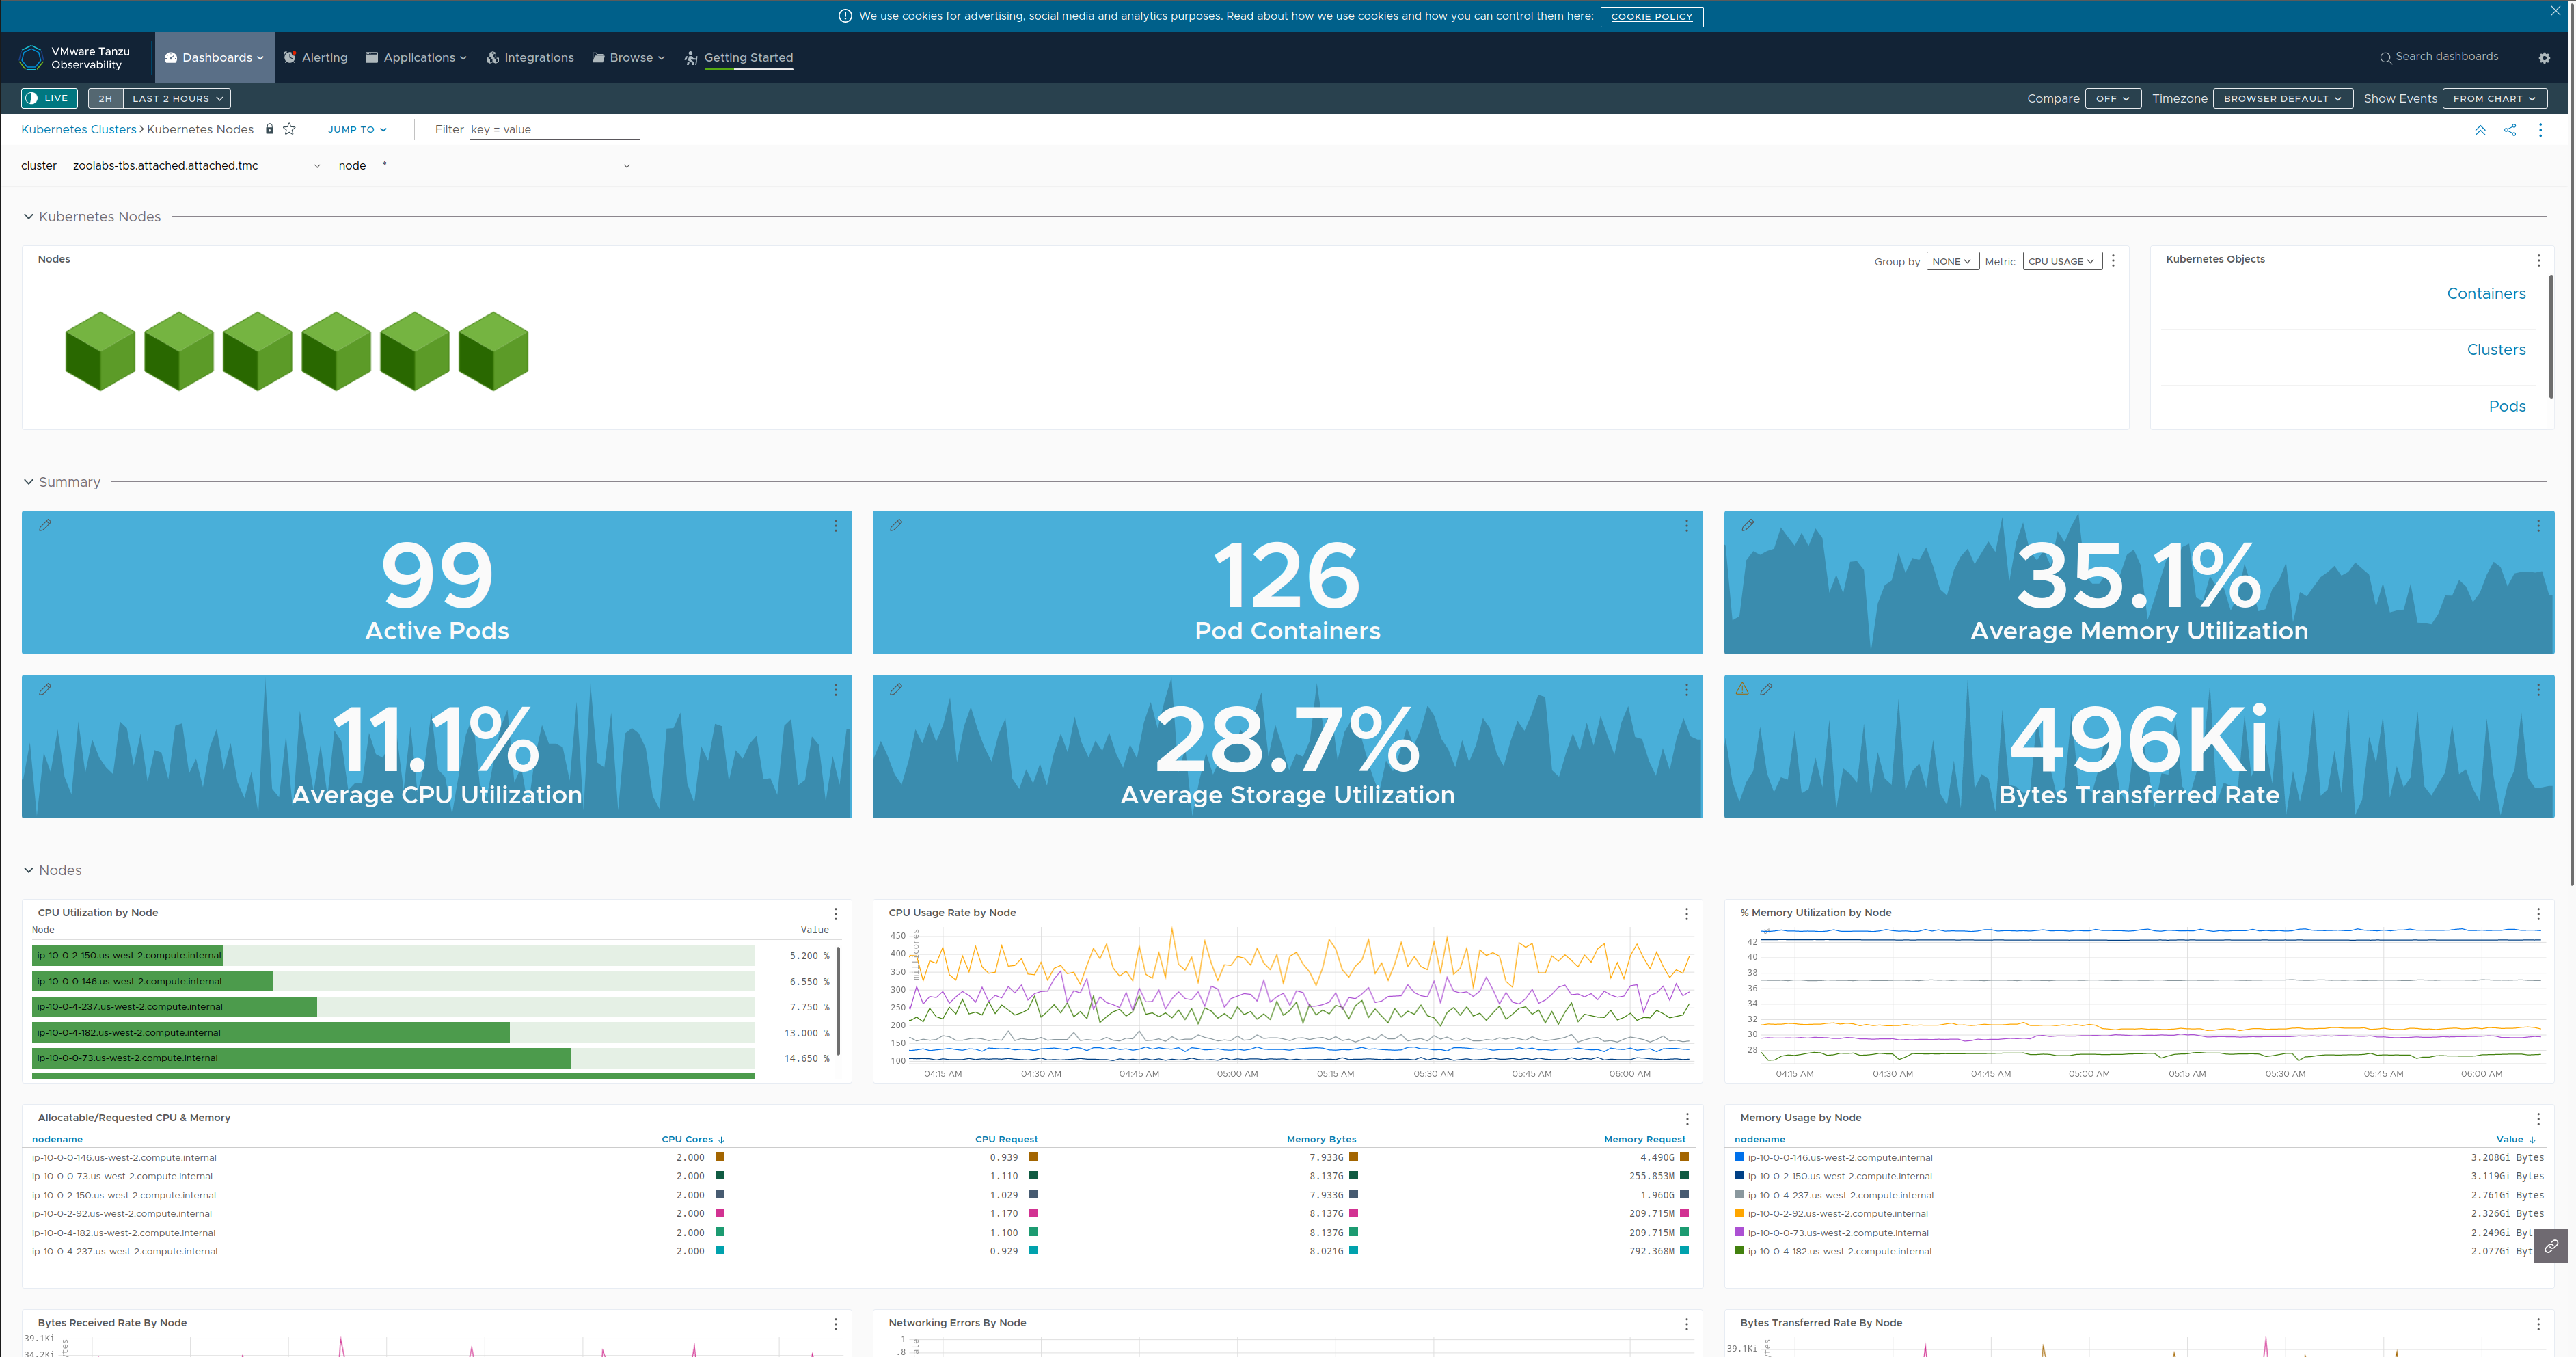 We use cookies for advertising, social media and analytics purposes. Read about how we use cookies and how you can control them here: COOKIE POLICY
VMware Tanzu
Observability
Dashboards Alerting Applications Integrations Browse Getting Started Search dashboards
LIVE 2H LAST 2 HOURS Compare OFF Timezone BROWSER DEFAULT Show Events FROM CHART
Kubernetes Clusters > Kubernetes Nodes JUMP TO Filter key = value
cluster zoolabs-tbs.attached.attached.tmc node *
Kubernetes Nodes
Nodes Group by NONE Metric CPU USAGE
Kubernetes Objects
Containers
Clusters
Pods
Summary
99
Active Pods
126
Pod Containers
35.1%
Average Memory Utilization
11.1%
Average CPU Utilization
28.7%
Average Storage Utilization
496Ki
Bytes Transferred Rate
Nodes
CPU Utilization by Node
Node Value
ip-10-0-2-150.us-west-2.compute.internal 5.200 %
ip-10-0-0-146.us-west-2.compute.internal 6.550 %
ip-10-0-4-237.us-west-2.compute.internal 7.750 %
ip-10-0-4-182.us-west-2.compute.internal 13.000 %
ip-10-0-0-73.us-west-2.compute.internal 14.650 %
CPU Usage Rate by Node
millicores
450
400
350
300
250
200
150
100
04:15 AM 04:30 AM 04:45 AM 05:00 AM 05:15 AM 05:30 AM 05:45 AM 06:00 AM
% Memory Utilization by Node
42
40
38
36
34
32
30
28
04:15 AM 04:30 AM 04:45 AM 05:00 AM 05:15 AM 05:30 AM 05:45 AM 06:00 AM
Allocatable/Requested CPU & Memory
nodename CPU Cores ↓ CPU Request Memory Bytes Memory Request
ip-10-0-0-146.us-west-2.compute.internal 2.000 0.939 7.933G 4.490G
ip-10-0-0-73.us-west-2.compute.internal 2.000 1.110 8.137G 255.853M
ip-10-0-2-150.us-west-2.compute.internal 2.000 1.029 7.933G 1.960G
ip-10-0-2-92.us-west-2.compute.internal 2.000 1.170 8.137G 209.715M
ip-10-0-4-182.us-west-2.compute.internal 2.000 1.100 8.137G 209.715M
ip-10-0-4-237.us-west-2.compute.internal 2.000 0.929 8.021G 792.368M
Memory Usage by Node
nodename Value ↓
ip-10-0-0-146.us-west-2.compute.internal 3.208Gi Bytes
ip-10-0-2-150.us-west-2.compute.internal 3.119Gi Bytes
ip-10-0-4-237.us-west-2.compute.internal 2.761Gi Bytes
ip-10-0-2-92.us-west-2.compute.internal 2.326Gi Bytes
ip-10-0-0-73.us-west-2.compute.internal 2.249Gi Byt
ip-10-0-4-182.us-west-2.compute.internal 2.077Gi Byt
Bytes Received Rate By Node
39.1Ki
34.2Ki
Networking Errors By Node
1
.8
Bytes Transferred Rate By Node
39.1Ki